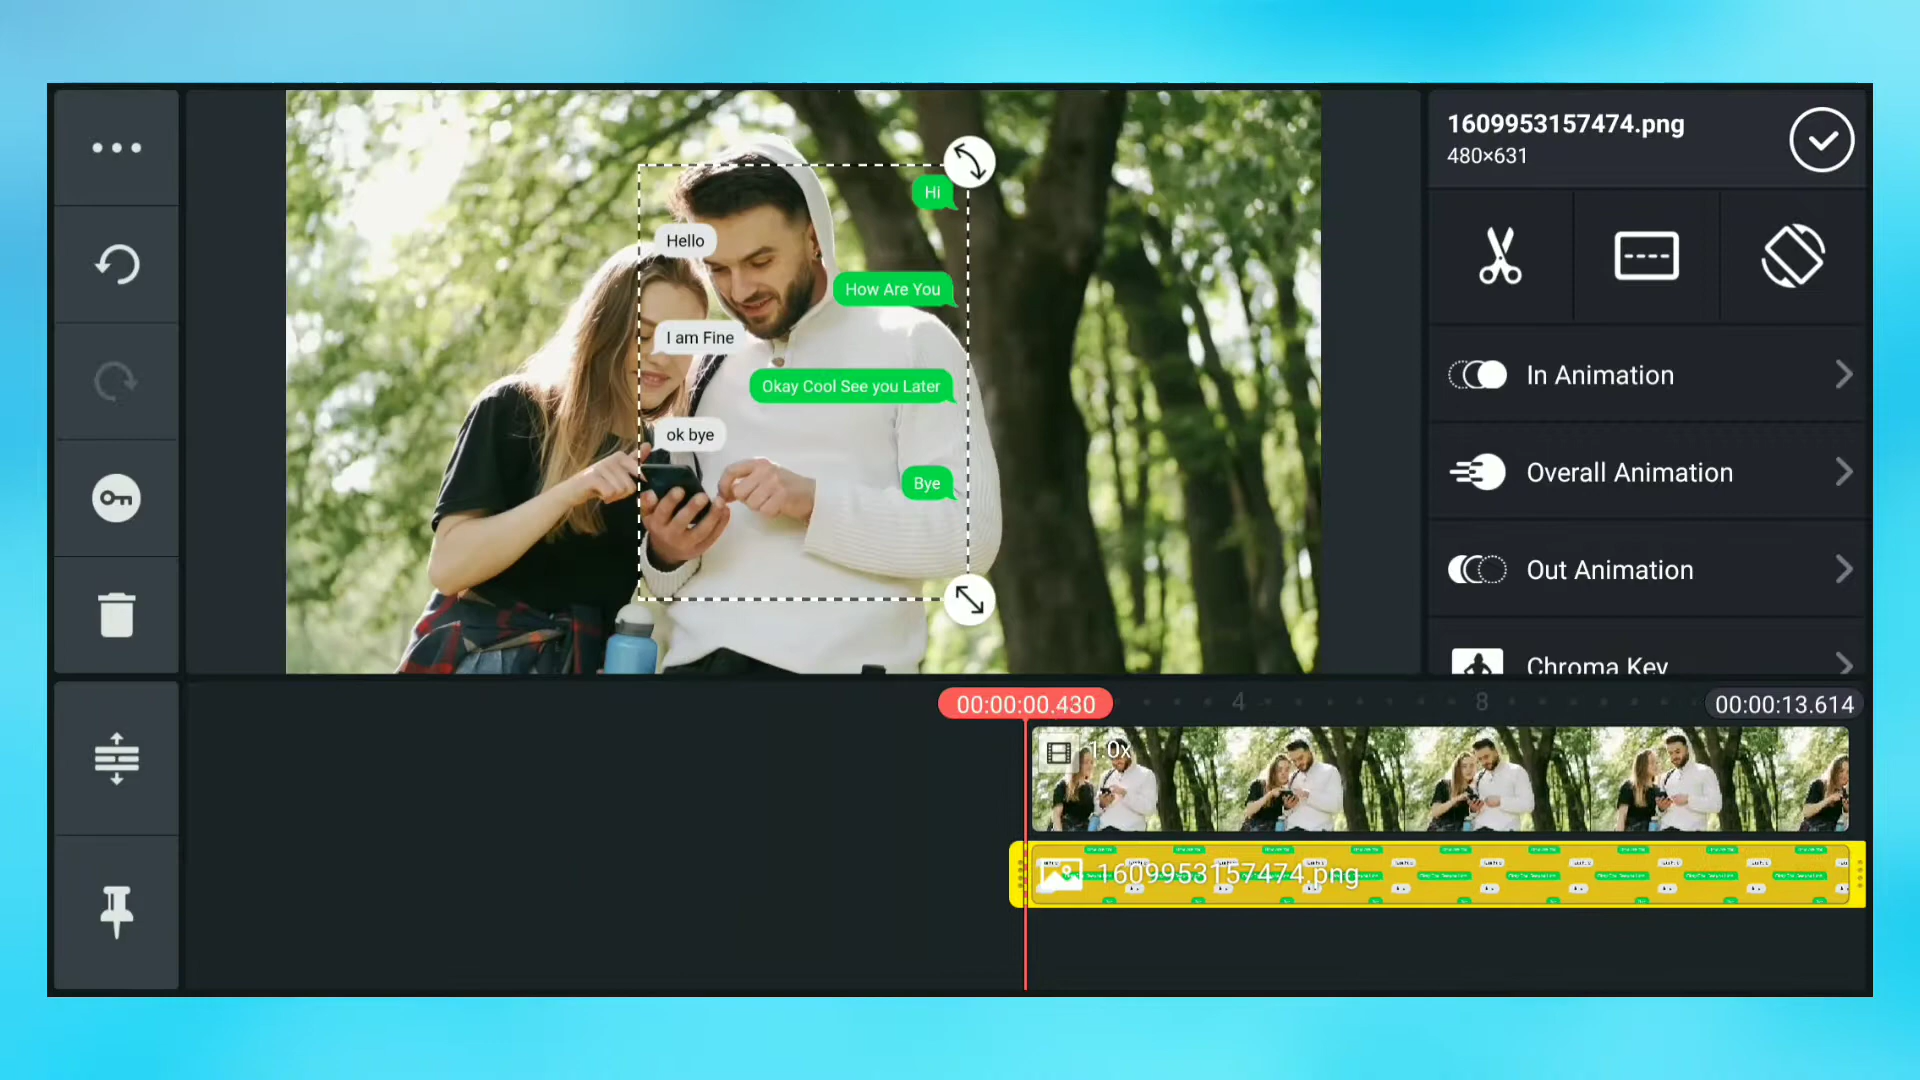 1609953157474.png
480×631
Hi
Hello
How Are You
I am Fine
Okay Cool See you Later
ok bye
Bye
In Animation
Overall Animation
Out Animation
Chroma Key
00:00:00.430
4
8
00:00:13.614
1.0x
1609953157474.png